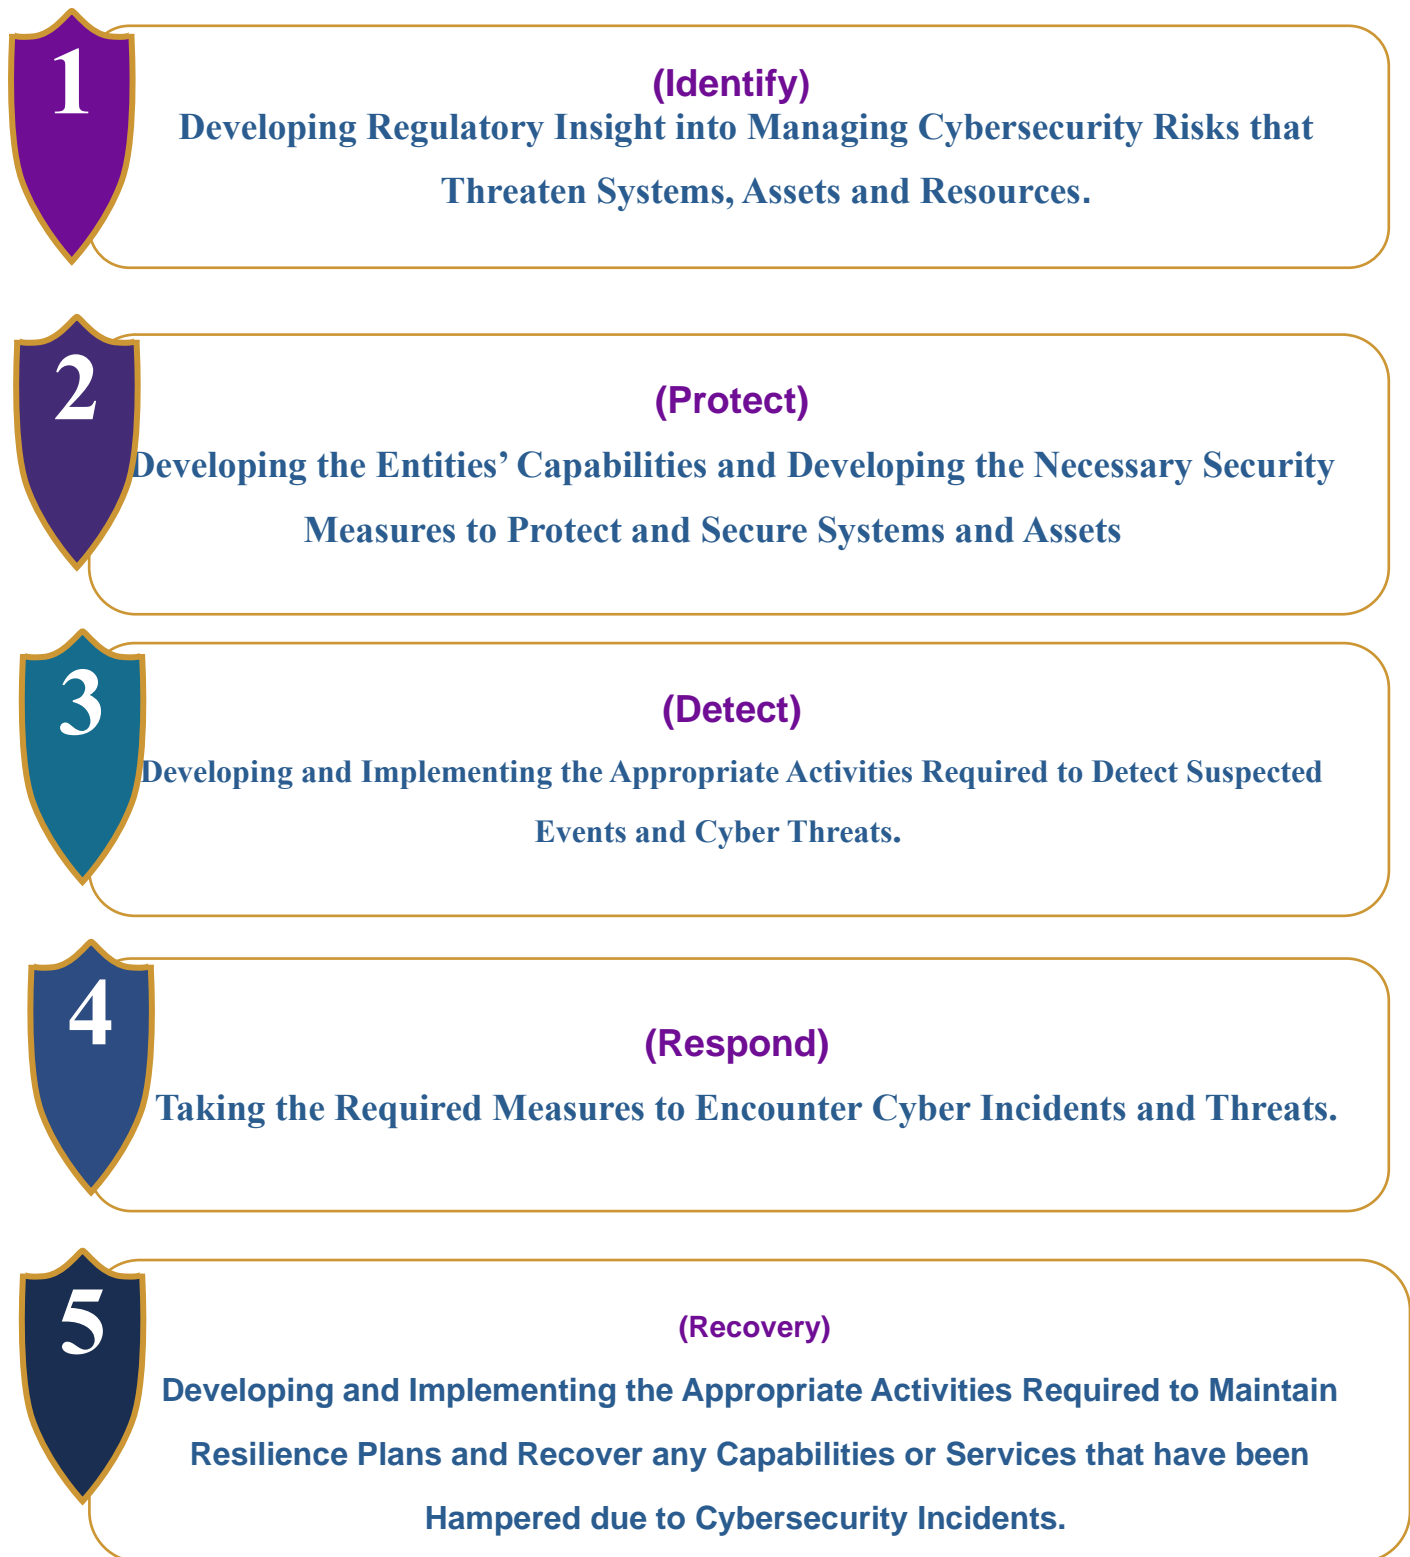 1
(Identify)
Developing Regulatory Insight into Managing Cybersecurity Risks that
Threaten Systems, Assets and Resources.
2
(Protect)
Developing the Entities’ Capabilities and Developing the Necessary Security
Measures to Protect and Secure Systems and Assets
3
(Detect)
Developing and Implementing the Appropriate Activities Required to Detect Suspected
Events and Cyber Threats.
4
(Respond)
Taking the Required Measures to Encounter Cyber Incidents and Threats.
5
(Recovery)
Developing and Implementing the Appropriate Activities Required to Maintain
Resilience Plans and Recover any Capabilities or Services that have been
Hampered due to Cybersecurity Incidents.